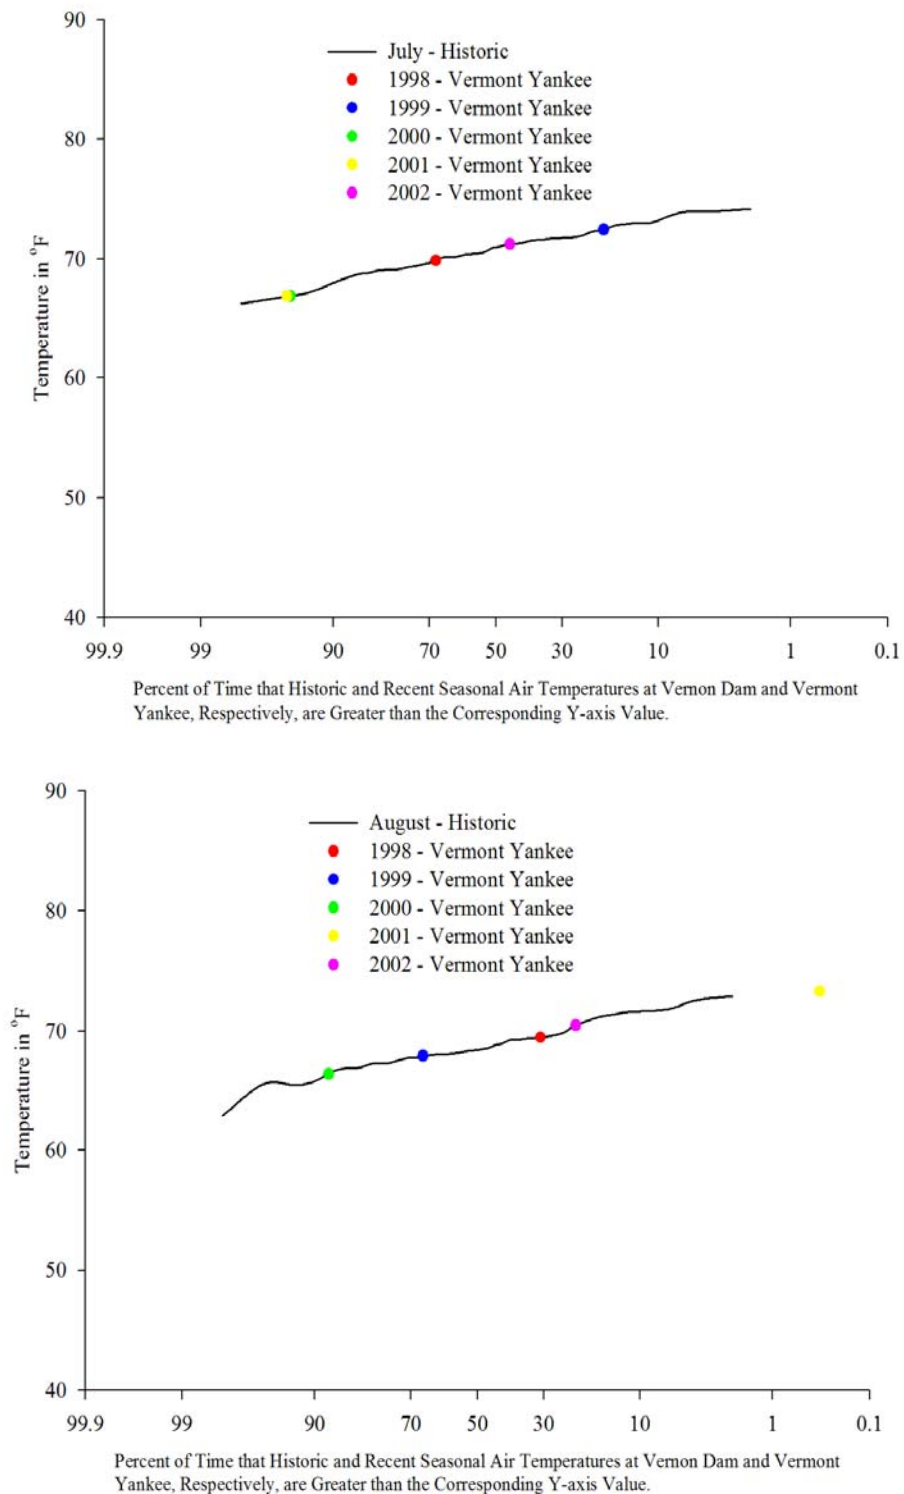 90
July - Historic
1998 - Vermont Yankee
1999 - Vermont Yankee
2000 - Vermont Yankee
2001 - Vermont Yankee
2002 - Vermont Yankee
80
70
60
50
40
Temperature in °F
99.9 99 90 70 50 30 10 1 0.1
Percent of Time that Historic and Recent Seasonal Air Temperatures at Vernon Dam and Vermont
Yankee, Respectively, are Greater than the Corresponding Y-axis Value.
90
August - Historic
1998 - Vermont Yankee
1999 - Vermont Yankee
2000 - Vermont Yankee
2001 - Vermont Yankee
2002 - Vermont Yankee
80
70
60
50
40
Temperature in °F
99.9 99 90 70 50 30 10 1 0.1
Percent of Time that Historic and Recent Seasonal Air Temperatures at Vernon Dam and Vermont
Yankee, Respectively, are Greater than the Corresponding Y-axis Value.